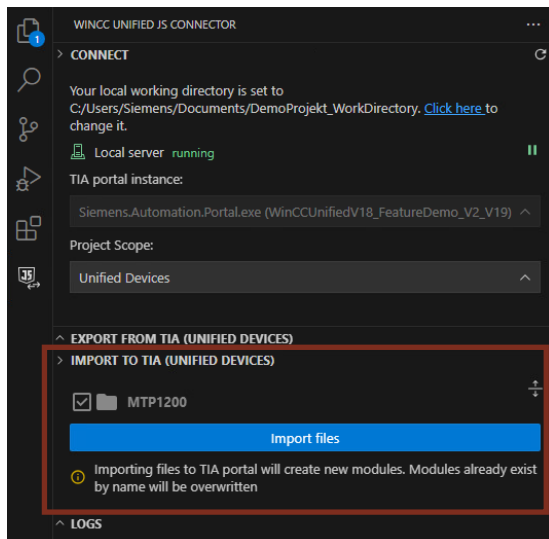 WINCC UNIFIED JS CONNECTOR
1
CONNECT
Your local working directory is set to
C:/Users/Siemens/Documents/DemoProjekt_WorkDirectory. Click here to
change it.
Local server running
TIA portal instance:
Siemens.Automation.Portal.exe (WinCCUnifiedV18_FeatureDemo_V2_V19)
Project Scope:
Unified Devices
JS
EXPORT FROM TIA (UNIFIED DEVICES)
IMPORT TO TIA (UNIFIED DEVICES)
MTP1200
Import files
Importing files to TIA portal will create new modules. Modules already exist
by name will be overwritten
LOGS